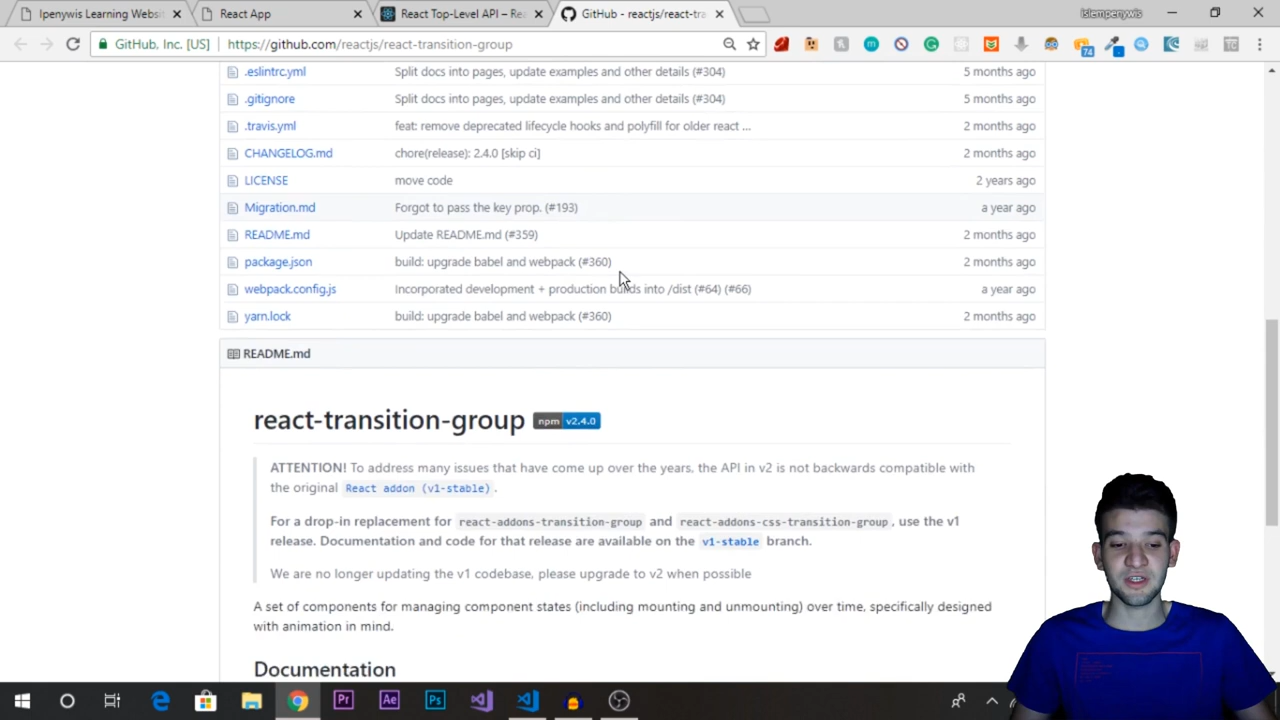 Ipenywis Learning Websi
React App
React Top-Level API – Rea
GitHub - reactjs/react-tra
islempenywis
GitHub, Inc. [US]
https://github.com/reactjs/react-transition-group
74
.eslintrc.yml Split docs into pages, update examples and other details (#304) 5 months ago
.gitignore Split docs into pages, update examples and other details (#304) 5 months ago
.travis.yml feat: remove deprecated lifecycle hooks and polyfill for older react ... 2 months ago
CHANGELOG.md chore(release): 2.4.0 [skip ci] 2 months ago
LICENSE move code 2 years ago
Migration.md Forgot to pass the key prop. (#193) a year ago
README.md Update README.md (#359) 2 months ago
package.json build: upgrade babel and webpack (#360) 2 months ago
webpack.config.js Incorporated development + production builds into /dist (#64) (#66) a year ago
yarn.lock build: upgrade babel and webpack (#360) 2 months ago
README.md
react-transition-group npm v2.4.0
ATTENTION! To address many issues that have come up over the years, the API in v2 is not backwards compatible with
the original React addon (v1-stable) .
For a drop-in replacement for react-addons-transition-group and react-addons-css-transition-group , use the v1
release. Documentation and code for that release are available on the v1-stable branch.
We are no longer updating the v1 codebase, please upgrade to v2 when possible
A set of components for managing component states (including mounting and unmounting) over time, specifically designed
with animation in mind.
Documentation
Pr Ae Ps